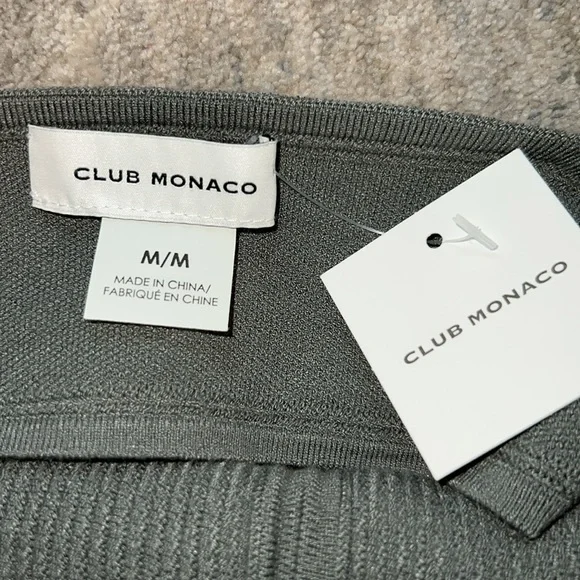 CLUB MONACO
M/M
MADE IN CHINA/
FABRIQUÉ EN CHINE
CLUB MONACO